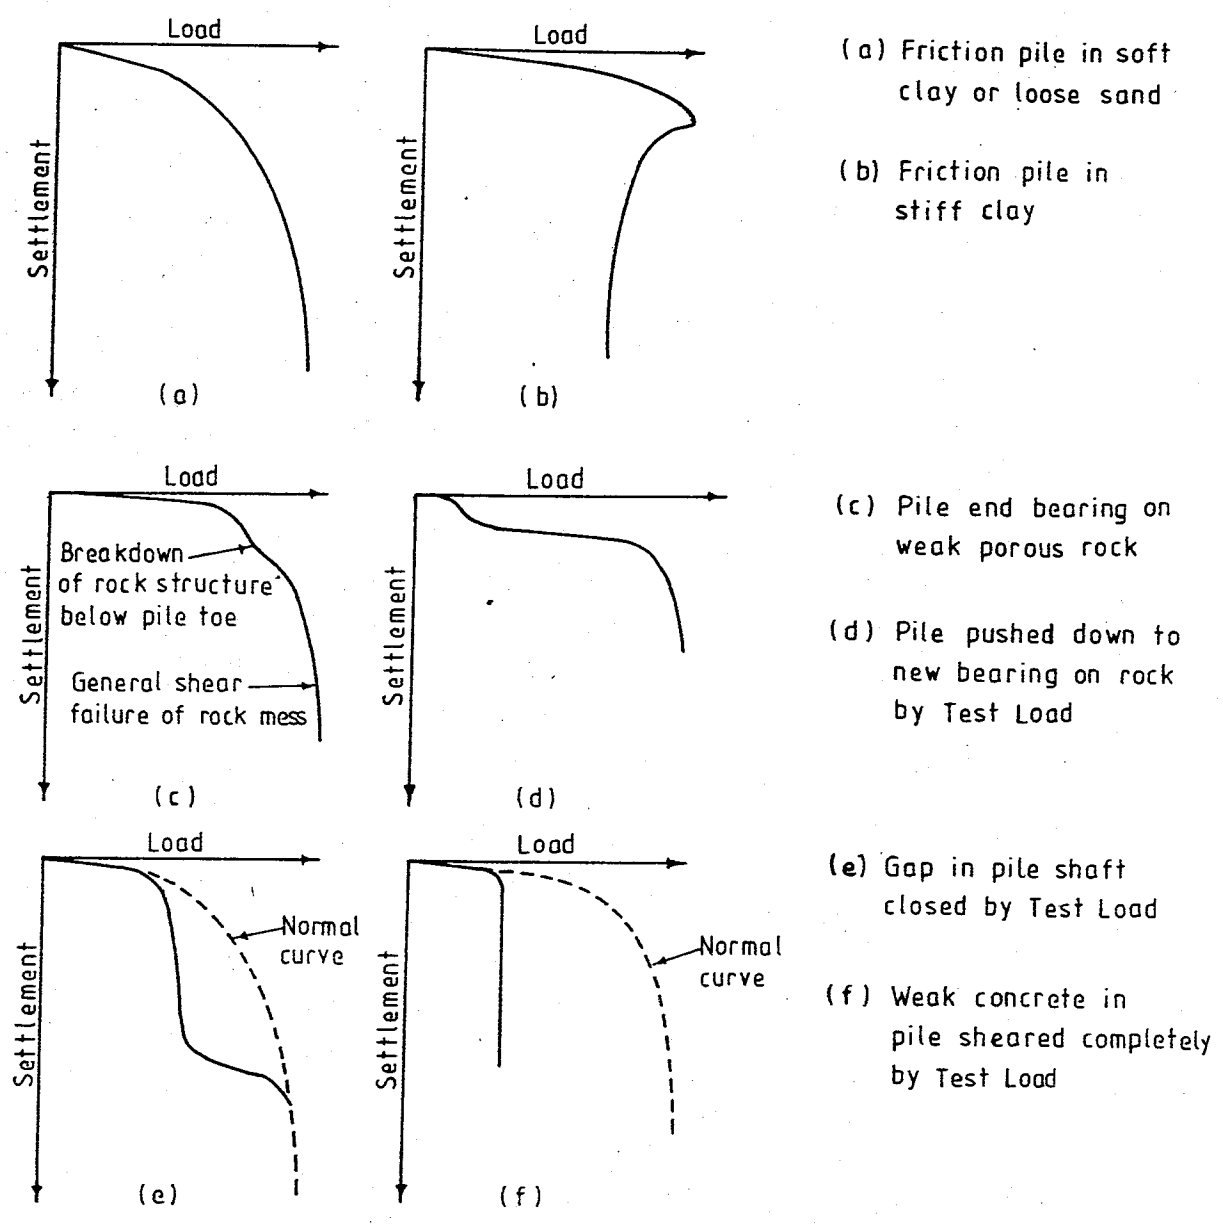 Load
Settlement
(a)
Load
Settlement
(b)
(a) Friction pile in soft
clay or loose sand
(b) Friction pile in
stiff clay
Load
Settlement
Breakdown
of rock structure
below pile toe
General shear
failure of rock mess
(c)
Load
Settlement
(d)
(c) Pile end bearing on
weak porous rock
(d) Pile pushed down to
new bearing on rock
by Test Load
Load
Settlement
Normal
curve
(e)
Load
Settlement
Normal
curve
(f)
(e) Gap in pile shaft
closed by Test Load
(f) Weak concrete in
pile sheared completely
by Test Load